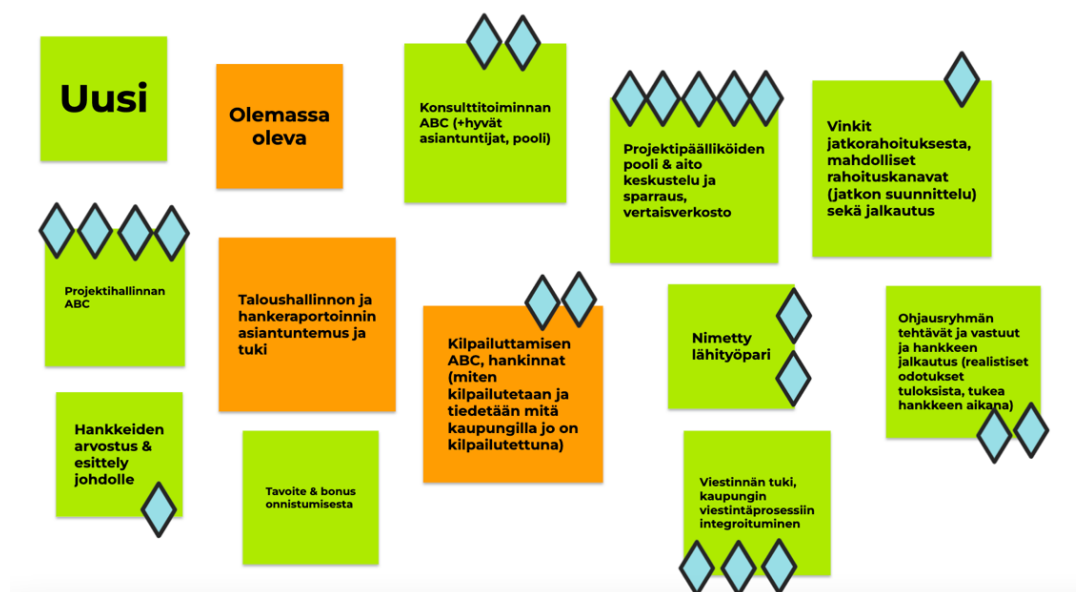 Uusi
Olemassa
oleva
Konsulttitoiminnan
ABC (+hyvät
asiantuntijat, pooli)
Projektipäälliköiden
pooli & aito
keskustelu ja
sparraus,
vertaisverkosto
Vinkit
jatkorahoituksesta,
mahdolliset
rahoituskanavat
(jatkon suunnittelu)
sekä jalkautus
Projektihallinnan
ABC
Taloushallinnon ja
hankeraportoinnin
asiantuntemus ja
tuki
Kilpailuttamisen
ABC, hankinnat
(miten
kilpailutetaan ja
tiedetään mitä
kaupungilla jo on
kilpailutettuna)
Nimetty
lähityöpari
Ohjausryhmän
tehtävät ja vastuut
ja hankkeen
jalkautus (realistiset
odotukset
tuloksista, tukea
hankkeen aikana)
Hankkeiden
arvostus &
esittely
johdolle
Tavoite & bonus
onnistumisesta
Viestinnän tuki,
kaupungin
viestintäprosessiin
integroituminen